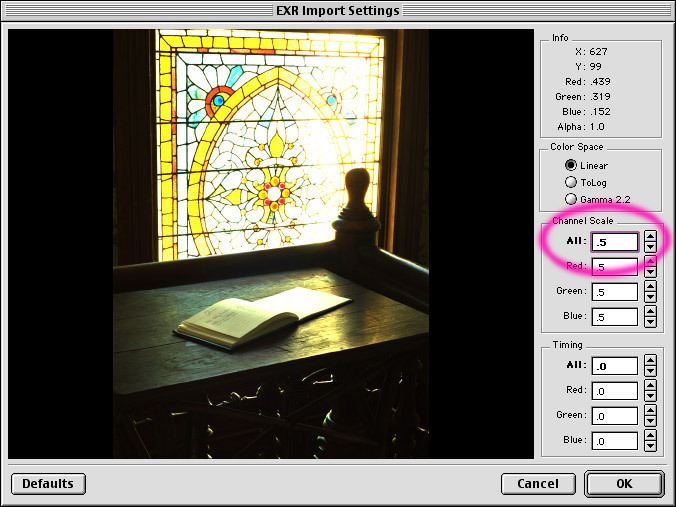 EXR Import Settings
Info
X: 627
Y: 99
Red: .439
Green: .319
Blue: .152
Alpha: 1.0
Color Space
Linear
ToLog
Gamma 2.2
Channel Scale
All: .5
Red: .5
Green: .5
Blue: .5
Timing
All: .0
Red: .0
Green: .0
Blue: .0
Defaults
Cancel
OK